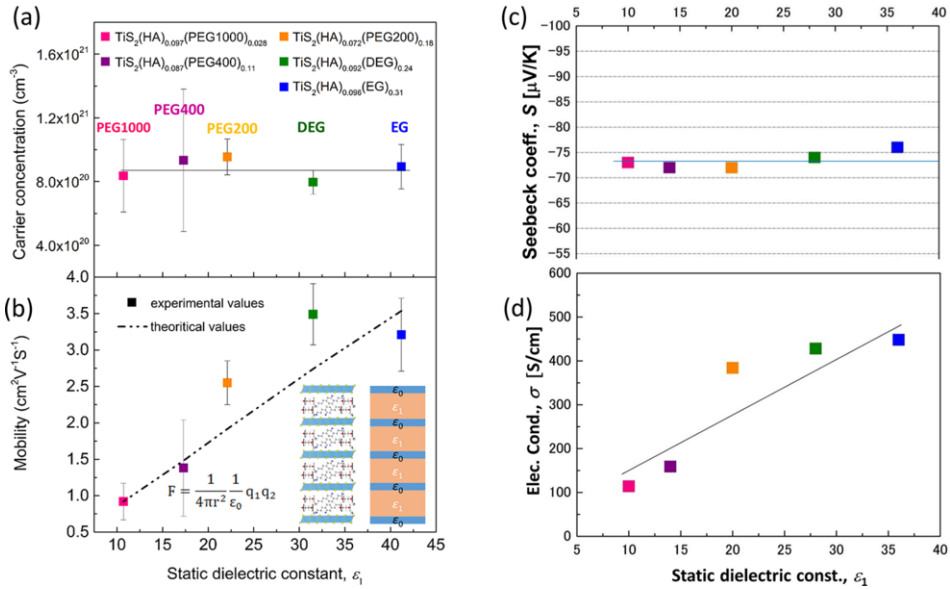 (a)
TiS2(HA)0.097(PEG1000)0.028
TiS2(HA)0.072(PEG200)0.18
TiS2(HA)0.087(PEG400)0.11
TiS2(HA)0.092(DEG)0.24
TiS2(HA)0.096(EG)0.31
1.6x10^21
1.2x10^21
8.0x10^20
4.0x10^20
Carrier concentration (cm-3)
PEG1000
PEG400
PEG200
DEG
EG
(b)
experimental values
theoritical values
4.0
3.5
3.0
2.5
2.0
1.5
1.0
0.5
Mobility (cm2V-1S-1)
F = 1/4πr2 1/ε0 q1q2
ε0
ε1
ε0
ε1
ε0
ε1
ε0
ε1
ε0
10 15 20 25 30 35 40 45
Static dielectric constant, εl
(c)
5 10 15 20 25 30 35 40
-100
-95
-90
-85
-80
-75
-70
-65
-60
-55
Seebeck coeff., S [μV/K]
(d)
600
500
400
300
200
100
0
Elec. Cond., σ [S/cm]
5 10 15 20 25 30 35 40
Static dielectric const., ε1